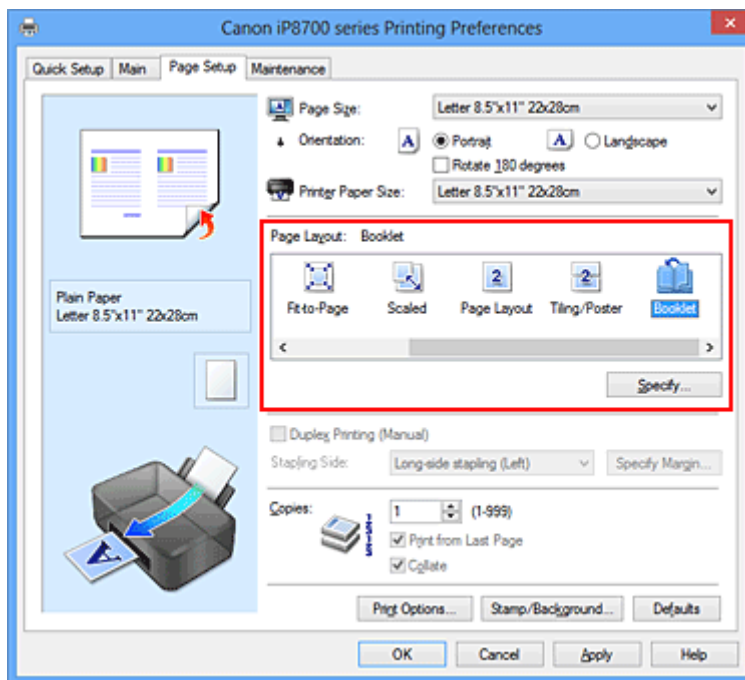 Canon iP8700 series Printing Preferences
Quick Setup Main Page Setup Maintenance
Page Size: Letter 8.5"x11" 22x28cm
Orientation: A Portrait A Landscape
Rotate 180 degrees
Printer Paper Size: Letter 8.5"x11" 22x28cm
Page Layout: Booklet
Fit-to-Page Scaled Page Layout Tiling/Poster Booklet
Specify...
Plain Paper
Letter 8.5"x11" 22x28cm
Duplex Printing (Manual)
Stapling Side: Long-side stapling (Left) Specify Margin...
Copies: 1 (1-999)
Print from Last Page
Collate
Print Options... Stamp/Background... Defaults
OK Cancel Apply Help